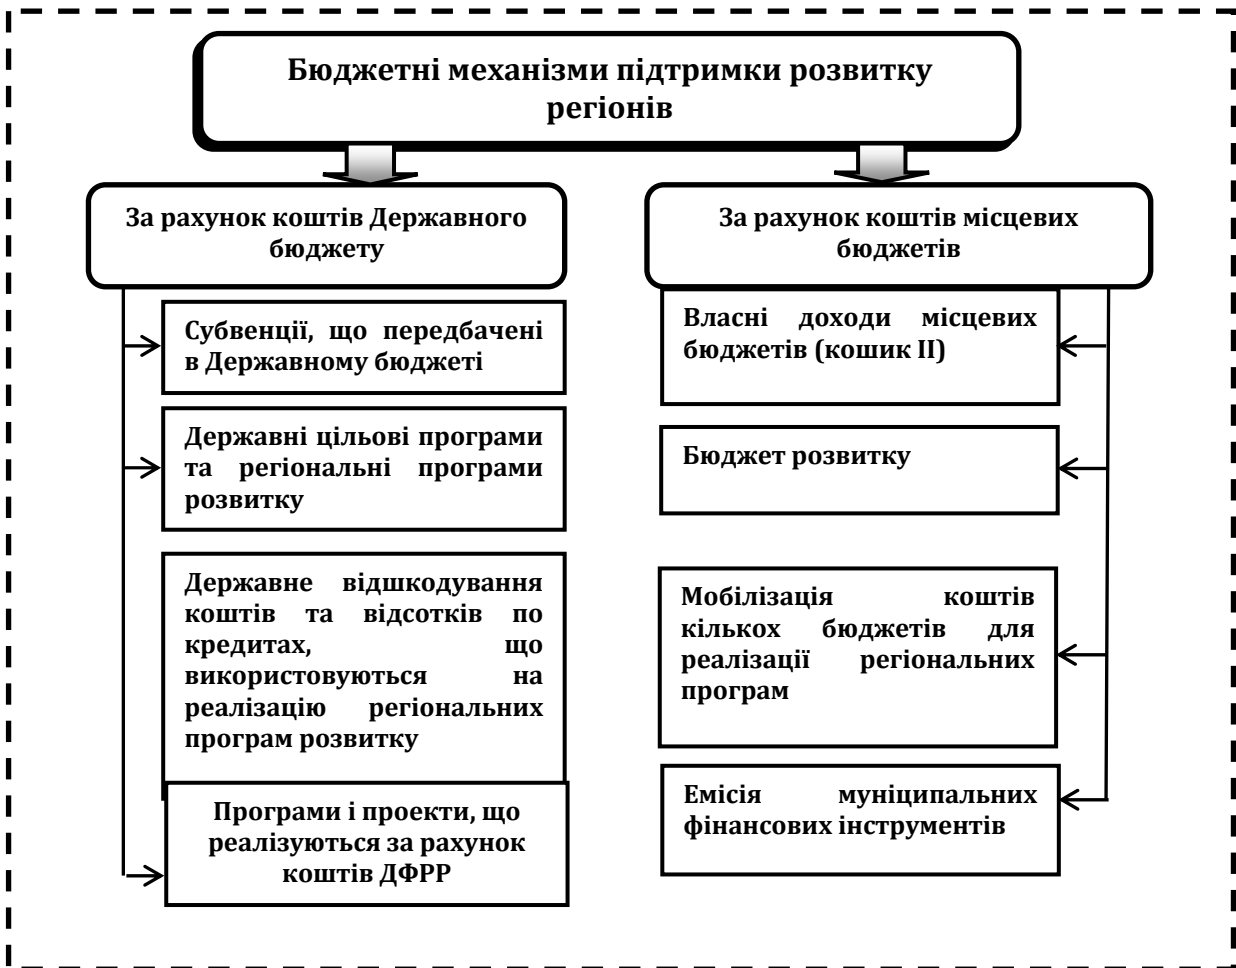 Бюджетні механізми підтримки розвитку
регіонів
За рахунок коштів Державного
бюджету
Субвенції, що передбачені
в Державному бюджеті
Державні цільові програми
та регіональні програми
розвитку
Державне відшкодування
коштів та відсотків по
кредитах, що
використовуються на
реалізацію регіональних
програм розвитку
Програми і проекти, що
реалізуються за рахунок
коштів ДФРР
За рахунок коштів місцевих
бюджетів
Власні доходи місцевих
бюджетів (кошик ІІ)
Бюджет розвитку
Мобілізація коштів
кількох бюджетів для
реалізації регіональних
програм
Емісія муніципальних
фінансових інструментів